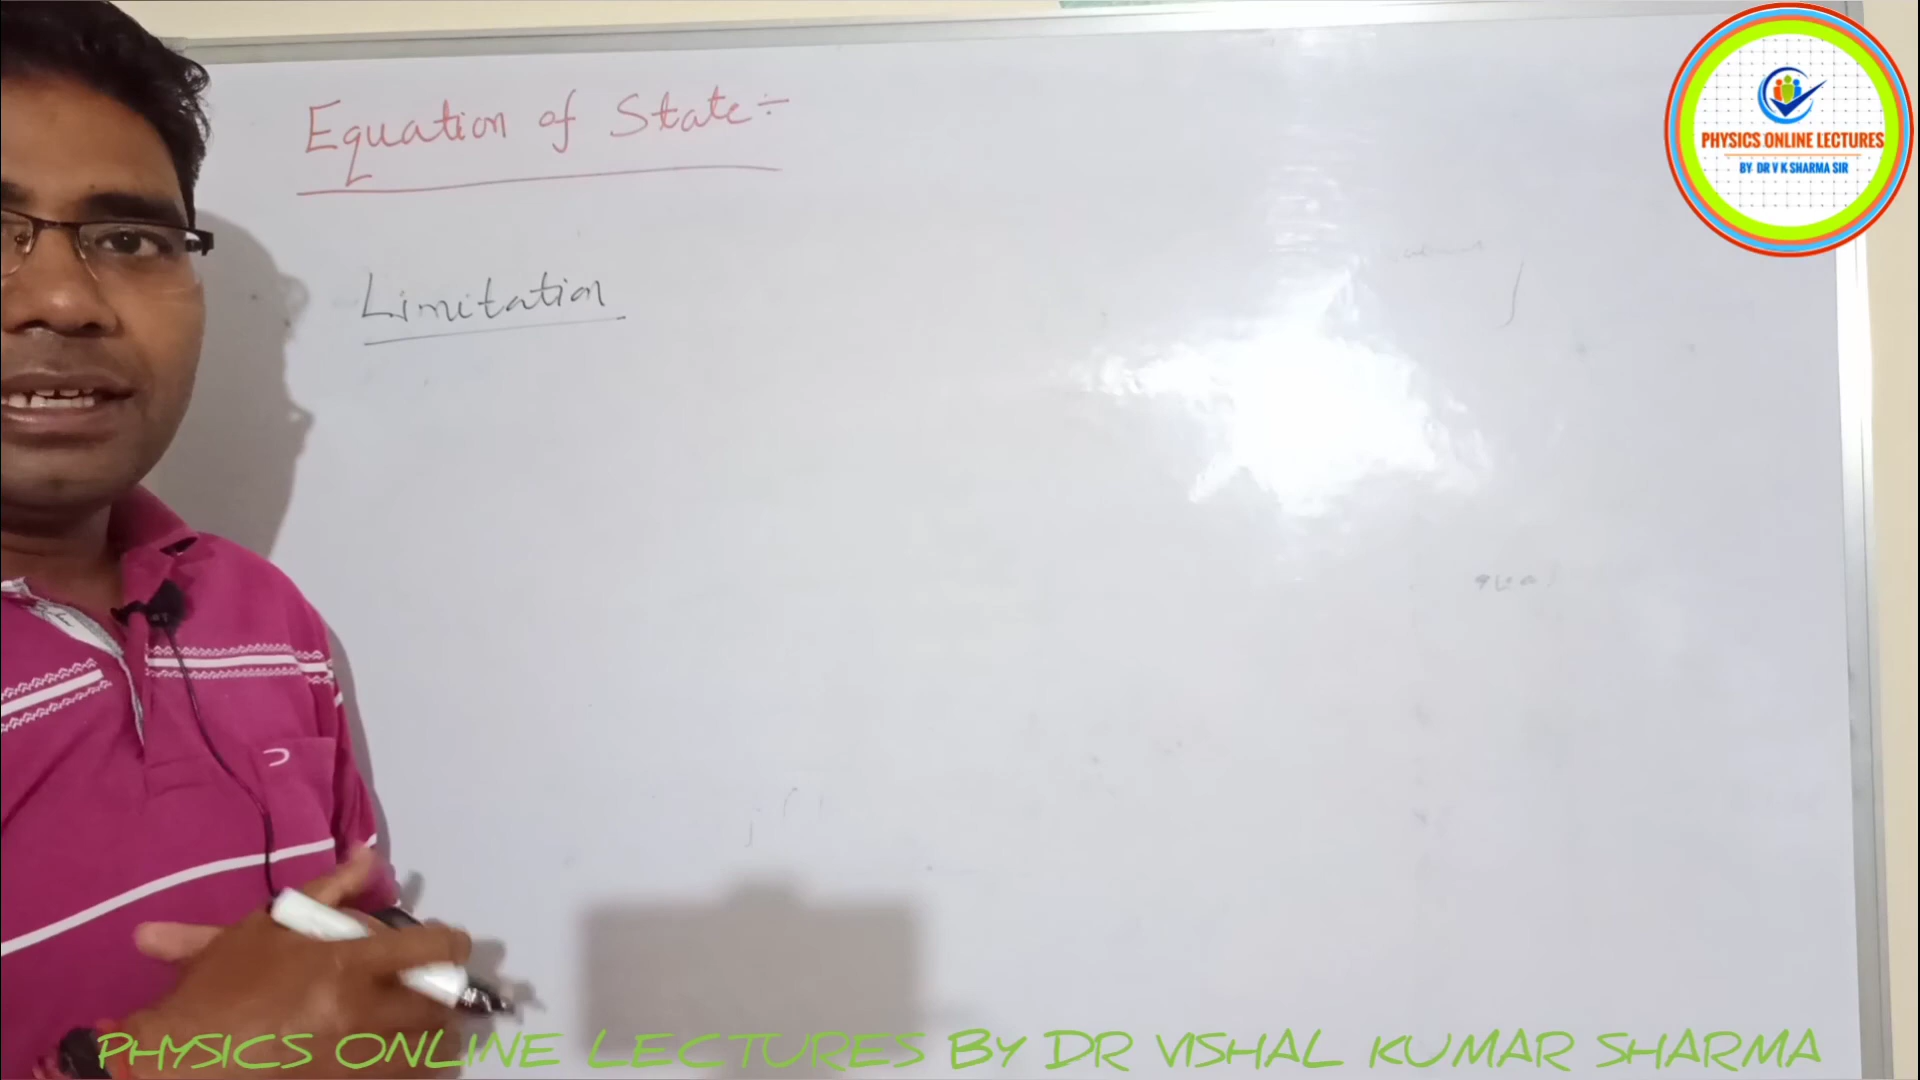 Equation of State÷
Limitation
PHYSICS ONLINE LECTURES
BY DR V K SHARMA SIR
PHYSICS ONLINE LECTURES BY DR VISHAL KUMAR SHARMA